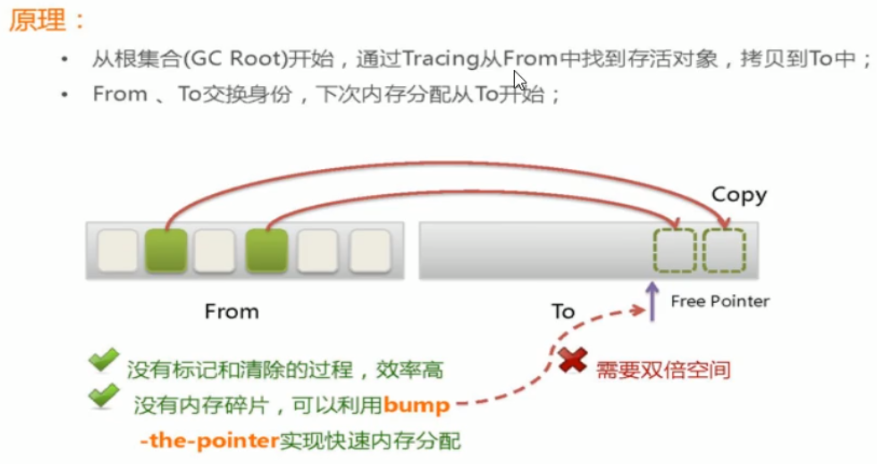 原理：
• 从根集合(GC Root)开始，通过Tracing从From中找到存活对象，拷贝到To中；
• From 、To交换身份，下次内存分配从To开始；
Copy
From
To
Free Pointer
没有标记和清除的过程，效率高
需要双倍空间
没有内存碎片，可以利用bump
-the-pointer实现快速内存分配